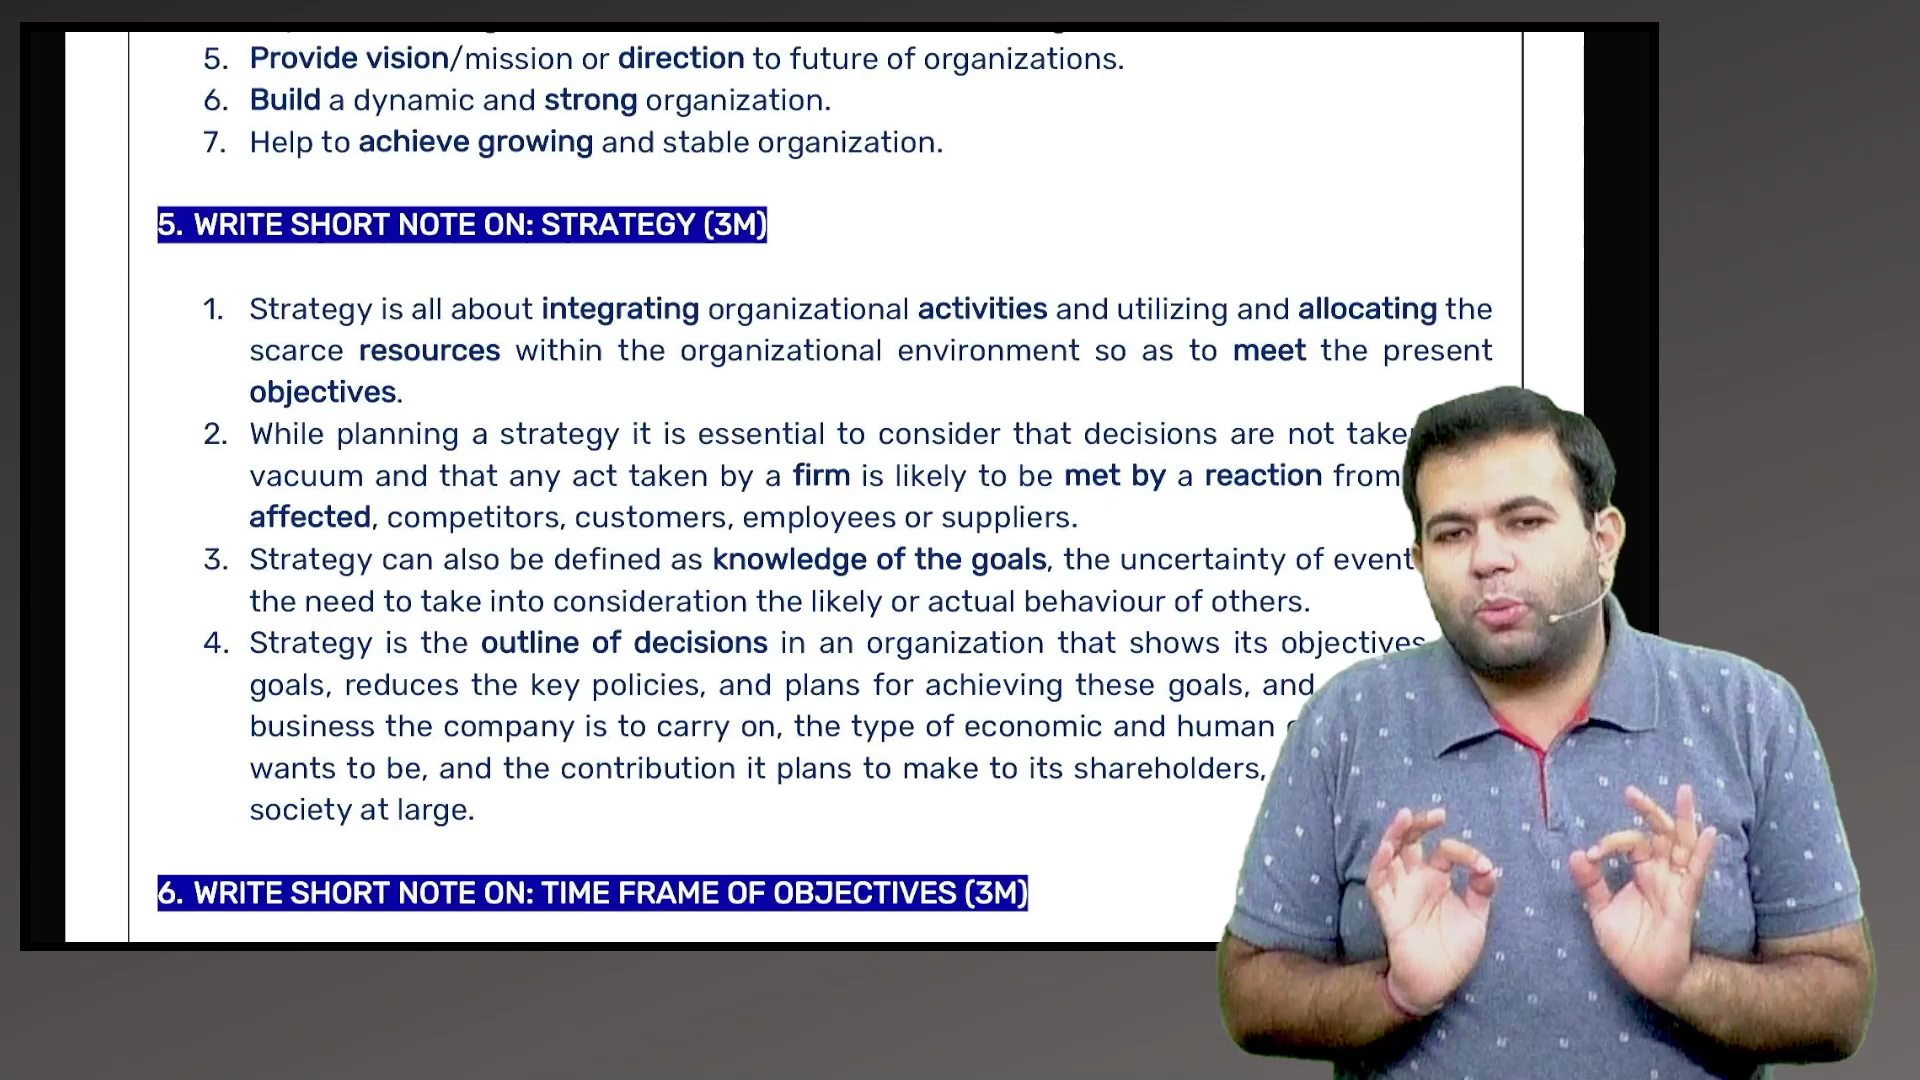 5. Provide vision/mission or direction to future of organizations.
6. Build a dynamic and strong organization.
7. Help to achieve growing and stable organization.
5. WRITE SHORT NOTE ON: STRATEGY (3M)
1. Strategy is all about integrating organizational activities and utilizing and allocating the
scarce resources within the organizational environment so as to meet the present
objectives.
2. While planning a strategy it is essential to consider that decisions are not
vacuum and that any act taken by a firm is likely to be met by a reaction from
affected, competitors, customers, employees or suppliers.
3. Strategy can also be defined as knowledge of the goals, the uncertainty of
the need to take into consideration the likely or actual behaviour of others.
4. Strategy is the outline of decisions in an organization that shows its objectives
goals, reduces the key policies, and plans for achieving these goals, and
business the company is to carry on, the type of economic and human
wants to be, and the contribution it plans to make to its shareholders,
society at large.
6. WRITE SHORT NOTE ON: TIME FRAME OF OBJECTIVES (3M)